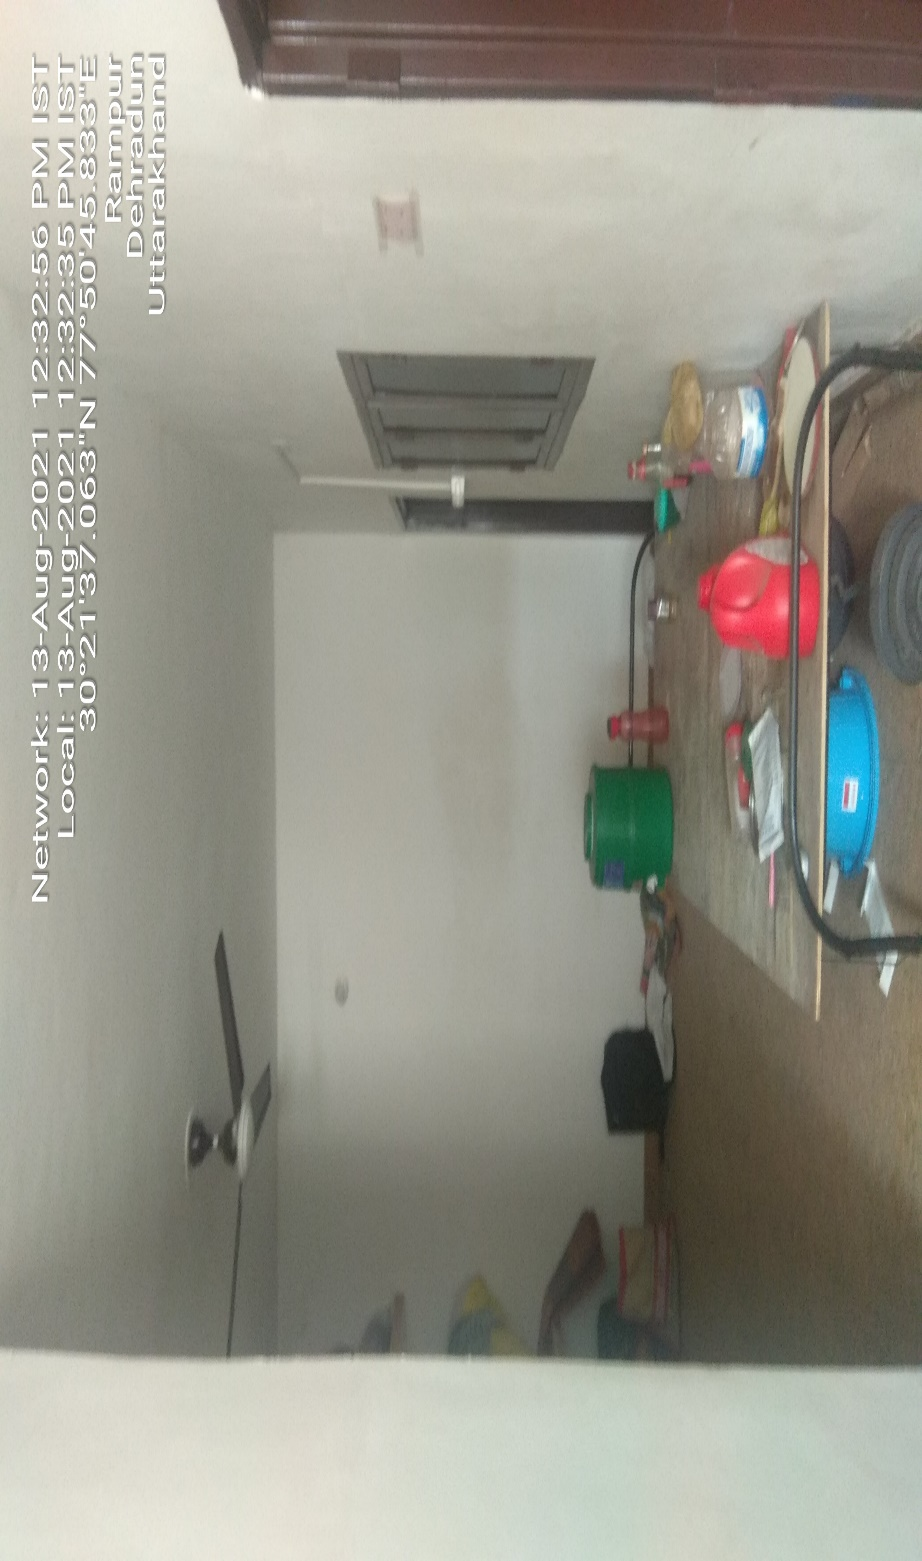 Network: 13-Aug-2021 12:32:56 PM IST
Local: 13-Aug-2021 12:32:35 PM IST
30°21'37.063"N 77°50'45.833"E
Rampur
Dehradun
Uttarakhand